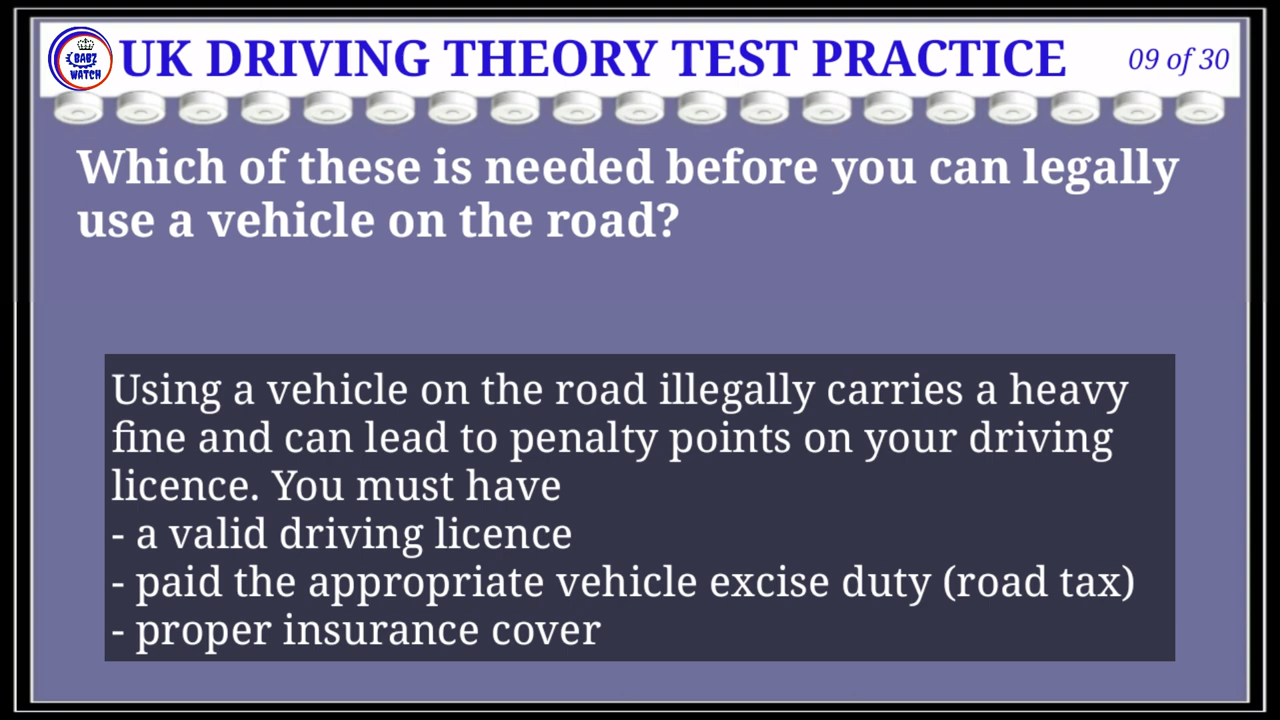 BABZ
WATCH
UK DRIVING THEORY TEST PRACTICE
09 of 30
Which of these is needed before you can legally
use a vehicle on the road?
Using a vehicle on the road illegally carries a heavy
fine and can lead to penalty points on your driving
licence. You must have
- a valid driving licence
- paid the appropriate vehicle excise duty (road tax)
- proper insurance cover